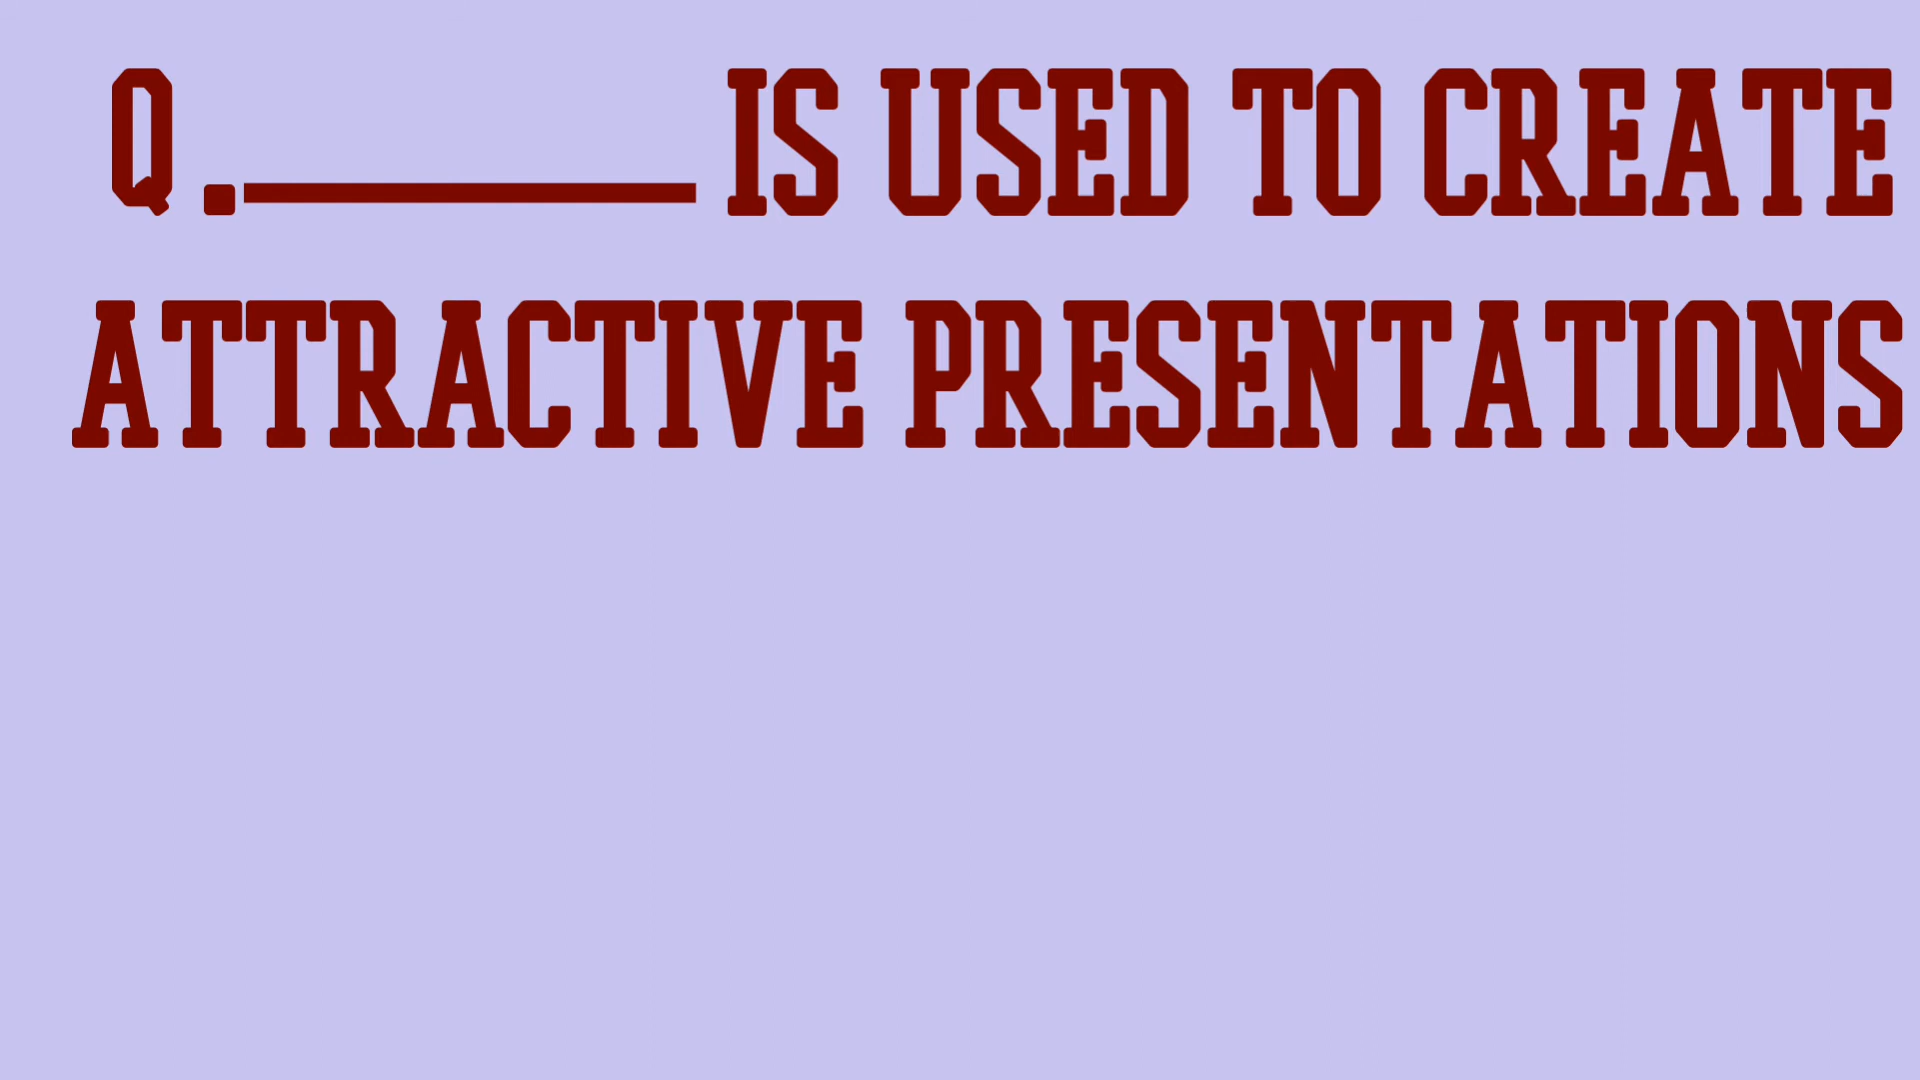 Q.________ IS USED TO CREATE
ATTRACTIVE PRESENTATIONS